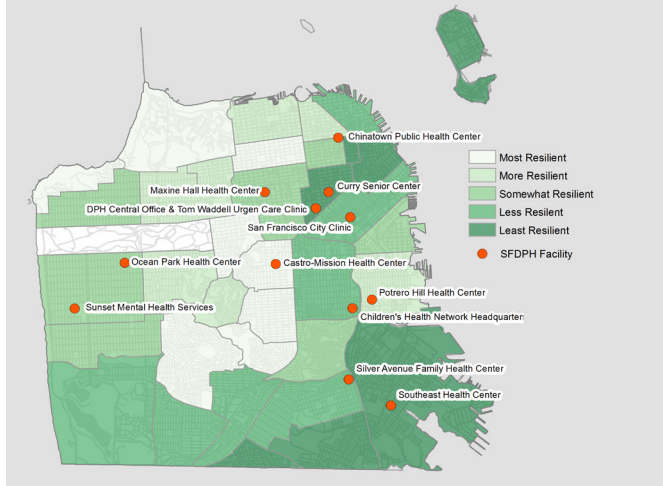 Chinatown Public Health Center
Most Resilient
More Resilient
Maxine Hall Health Center
Curry Senior Center
Somewhat Resilient
DPH Central Office & Tom Waddell Urgen Care Clinic
Less Resilent
San Francisco City Clinic
Least Resilient
SFDPH Facility
Ocean Park Health Center
Castro-Mission Health Center
Potrero Hill Health Center
Sunset Mental Health Services
Children's Health Network Headquarter
Silver Avenue Family Health Center
Southeast Health Center